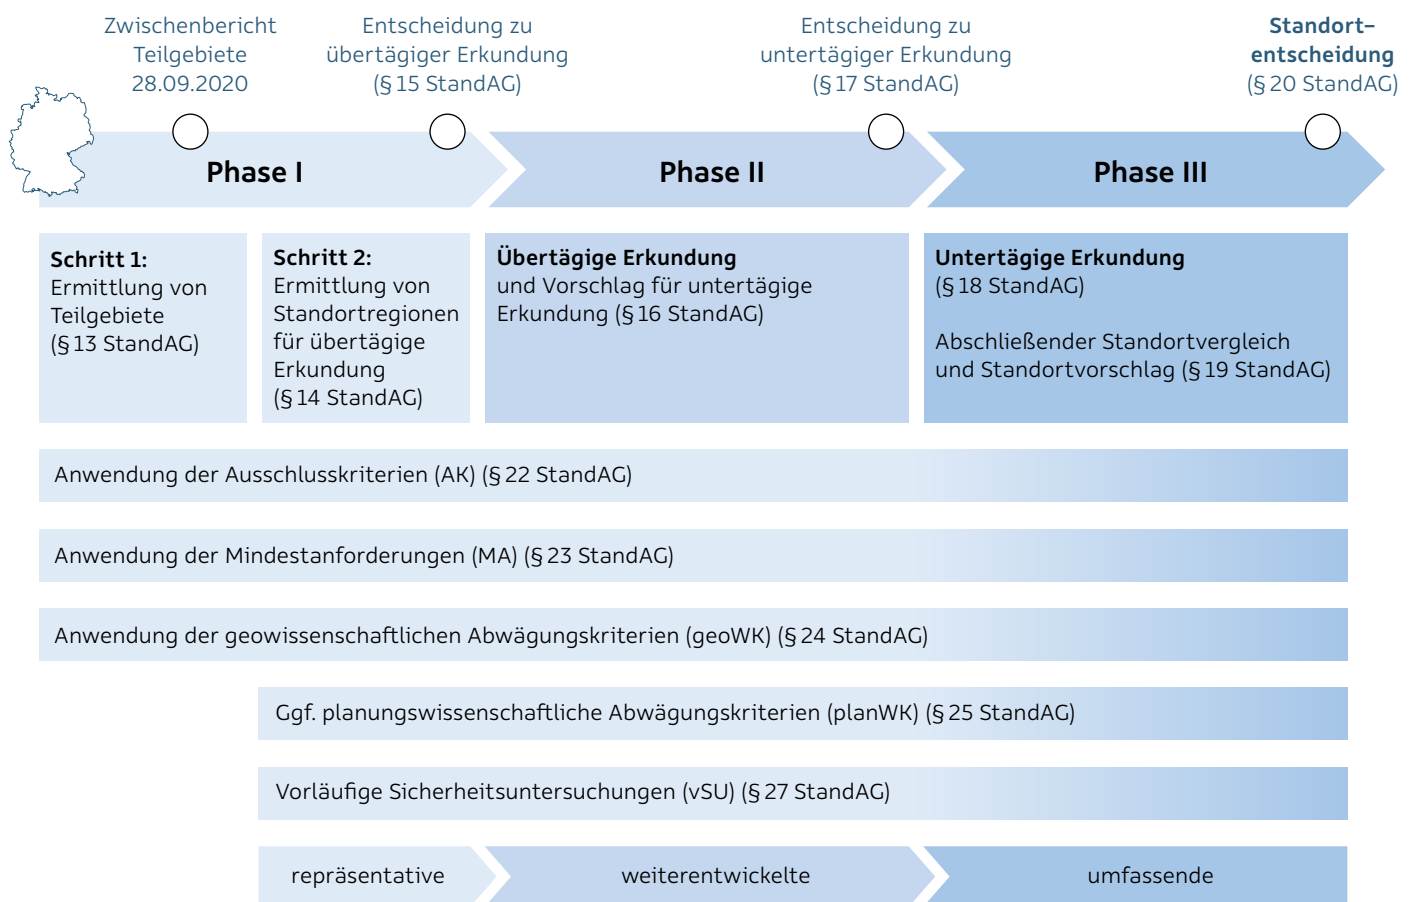 Zwischenbericht
Teilgebiete
28.09.2020
Entscheidung zu
übertägiger Erkundung
(§ 15 StandAG)
Entscheidung zu
untertägiger Erkundung
(§ 17 StandAG)
Standort–
entscheidung
(§ 20 StandAG)
Phase I
Phase II
Phase III
Schritt 1:
Ermittlung von
Teilgebiete
(§ 13 StandAG)
Schritt 2:
Ermittlung von
Standortregionen
für übertägige
Erkundung
(§ 14 StandAG)
Übertägige Erkundung
und Vorschlag für untertägige
Erkundung (§ 16 StandAG)
Untertägige Erkundung
(§ 18 StandAG)
Abschließender Standortvergleich
und Standortvorschlag (§ 19 StandAG)
Anwendung der Ausschlusskriterien (AK) (§ 22 StandAG)
Anwendung der Mindestanforderungen (MA) (§ 23 StandAG)
Anwendung der geowissenschaftlichen Abwägungskriterien (geoWK) (§ 24 StandAG)
Ggf. planungswissenschaftliche Abwägungskriterien (planWK) (§ 25 StandAG)
Vorläufige Sicherheitsuntersuchungen (vSU) (§ 27 StandAG)
repräsentative
weiterentwickelte
umfassende